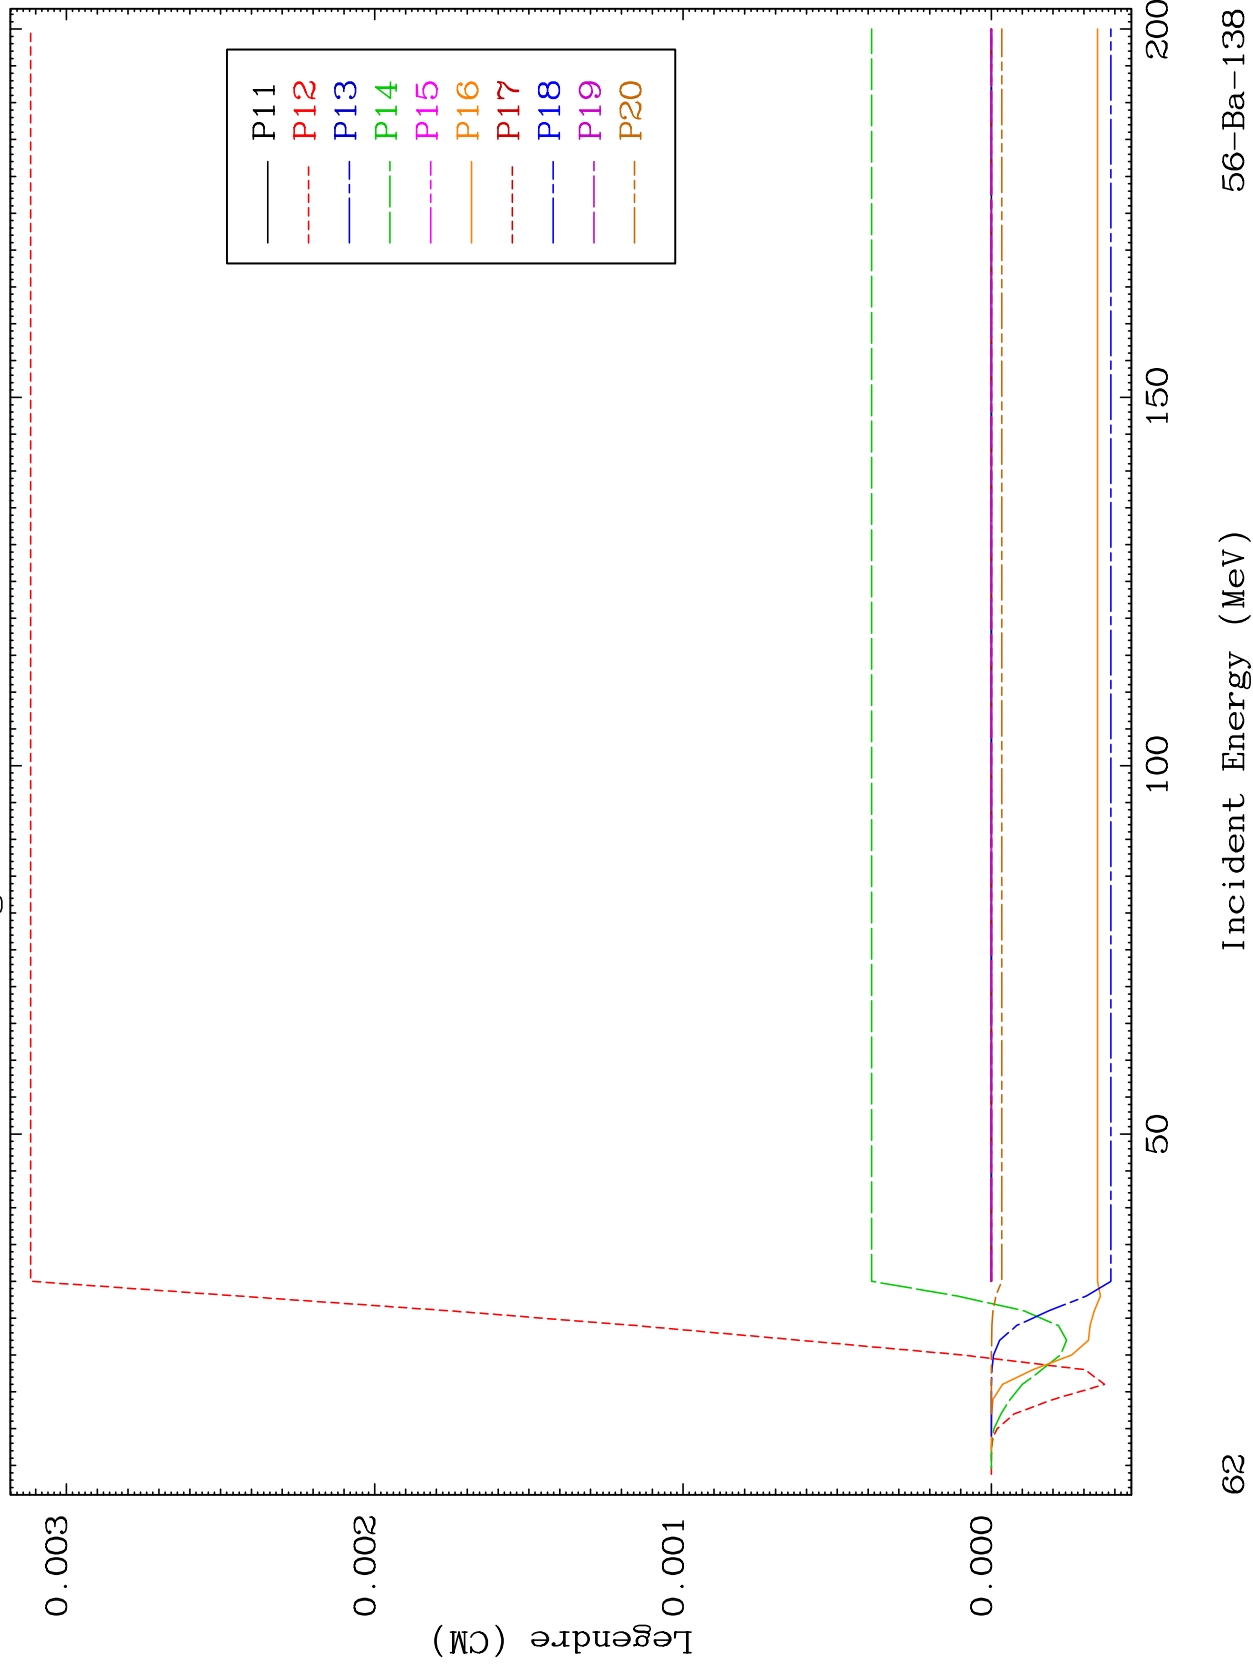 P11
P12
P13
P14
P15
P16
P17
P18
P19
P20
0.003
0.002
0.001
0.000
Legendre (CM)
50
100
150
200
Incident Energy (MeV)
62
56-Ba-138